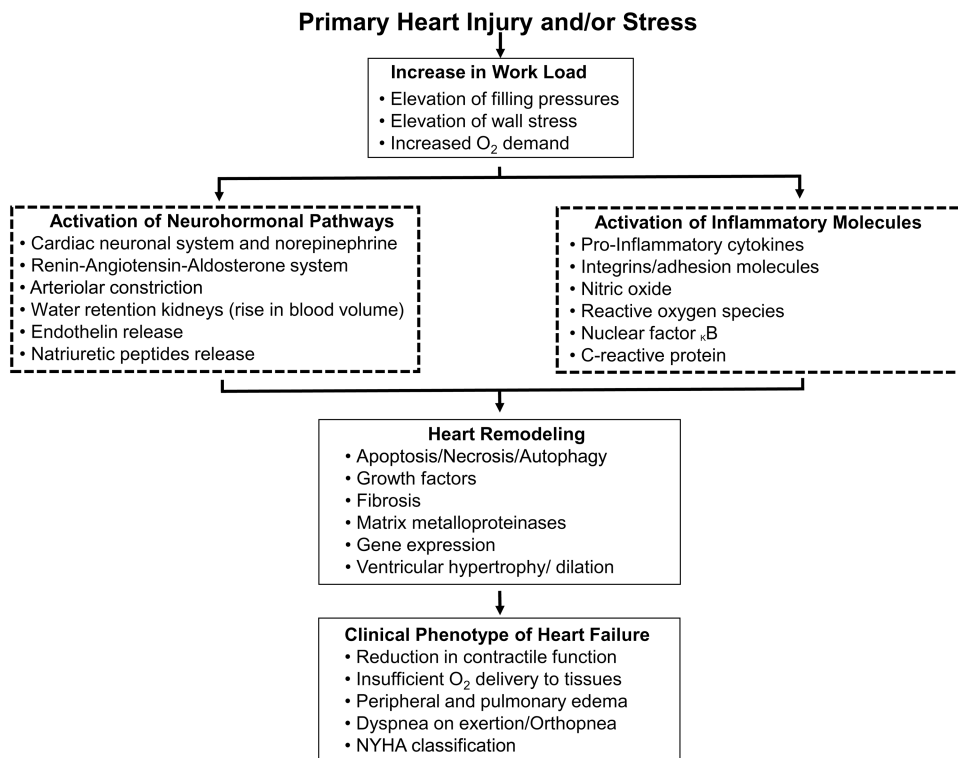 Primary Heart Injury and/or Stress
Increase in Work Load
• Elevation of filling pressures
• Elevation of wall stress
• Increased O₂ demand
Activation of Neurohormonal Pathways
• Cardiac neuronal system and norepinephrine
• Renin-Angiotensin-Aldosterone system
• Arteriolar constriction
• Water retention kidneys (rise in blood volume)
• Endothelin release
• Natriuretic peptides release
Activation of Inflammatory Molecules
• Pro-Inflammatory cytokines
• Integrins/adhesion molecules
• Nitric oxide
• Reactive oxygen species
• Nuclear factor κB
• C-reactive protein
Heart Remodeling
• Apoptosis/Necrosis/Autophagy
• Growth factors
• Fibrosis
• Matrix metalloproteinases
• Gene expression
• Ventricular hypertrophy/ dilation
Clinical Phenotype of Heart Failure
• Reduction in contractile function
• Insufficient O₂ delivery to tissues
• Peripheral and pulmonary edema
• Dyspnea on exertion/Orthopnea
• NYHA classification